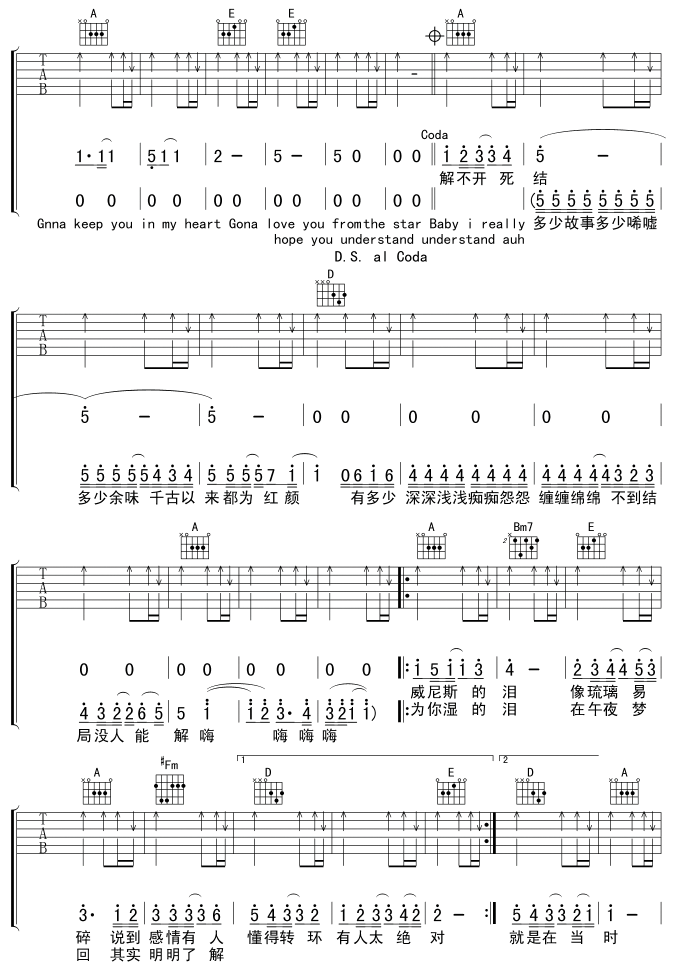 A E E A
T
A
B
Coda
1· 1 1 | 5 1 1 | 2 － | 5 － | 5 0 | 0 0 | 1 2 3 3 4 | 5 －
解不开 死 结
0 0 | 0 0 | 0 0 | 0 0 | 0 0 | 0 0 | (5 5 5 5 5 5 5 5
Gnna keep you in my heart Gona love you fromthe star Baby i really 多少故事多少唏嘘
hope you understand understand auh
D.S. al Coda
D
T
A
B
5 － | 5 － | 0 0 | 0 0 | 0 0
5 5 5 5 5 4 3 4 | 5 5 5 5 7 1 | 1 0 6 1 6 | 4 4 4 4 4 4 4 4 | 4 4 4 4 4 3 2 3
多少余味 千古以 来都为 红颜 有多少 深深浅浅痴痴怨怨 缠缠绵绵 不到结
A A Bm7 E
2
T
A
B
0 0 | 0 0 | 0 0 | 0 0 |: 1 5 1 1 3 | 4 － | 2 3 4 4 5 3
威尼斯 的 泪 像琉璃 易
4 3 2 2 6 5 | 5 1 | 1 2 3· 4 | 3 2 1 1) |:
为你湿 的 泪 在午夜 梦
局没人 能 解 嗨 嗨 嗨 嗨
1 2
A #Fm D E D A
T
A
B
3· 1 2 | 3 3 3 3 6 | 5 4 3 3 2 | 1 2 3 3 4 2 | 2 － :| 5 4 3 3 2 1 | 1 －
碎 说到 感情有 人 懂得转 环 有人太 绝 对 就是在 当 时
回 其实 明明了 解